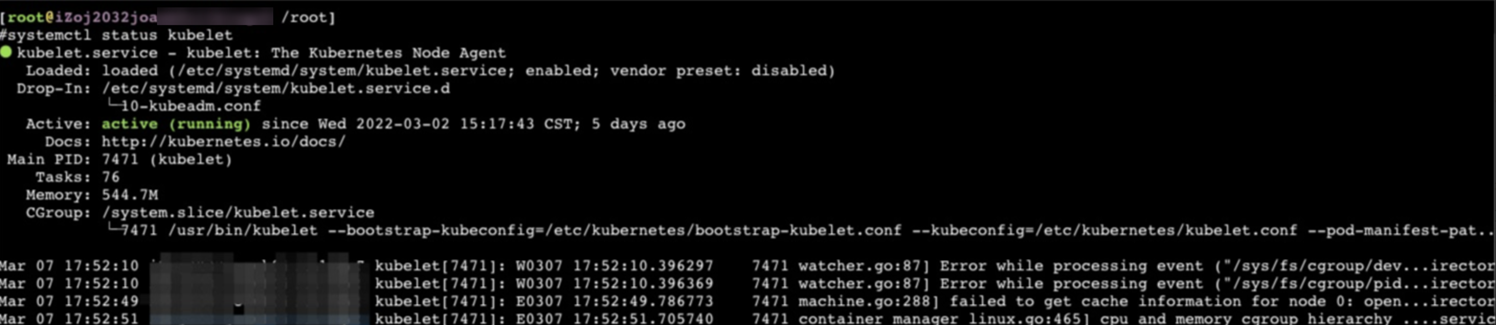 [root@iZoj2032joa /root]
#systemctl status kubelet
● kubelet.service - kubelet: The Kubernetes Node Agent
Loaded: loaded (/etc/systemd/system/kubelet.service; enabled; vendor preset: disabled)
Drop-In: /etc/systemd/system/kubelet.service.d
└─10-kubeadm.conf
Active: active (running) since Wed 2022-03-02 15:17:43 CST; 5 days ago
Docs: http://kubernetes.io/docs/
Main PID: 7471 (kubelet)
Tasks: 76
Memory: 544.7M
CGroup: /system.slice/kubelet.service
└─7471 /usr/bin/kubelet --bootstrap-kubeconfig=/etc/kubernetes/bootstrap-kubelet.conf --kubeconfig=/etc/kubernetes/kubelet.conf --pod-manifest-pat..
Mar 07 17:52:10 kubelet[7471]: W0307 17:52:10.396297 7471 watcher.go:87] Error while processing event ("/sys/fs/cgroup/dev...irector
Mar 07 17:52:10 kubelet[7471]: W0307 17:52:10.396369 7471 watcher.go:87] Error while processing event ("/sys/fs/cgroup/pid...irector
Mar 07 17:52:49 kubelet[7471]: E0307 17:52:49.786773 7471 machine.go:288] failed to get cache information for node 0: open...irector
Mar 07 17:52:51 kubelet[7471]: E0307 17:52:51.705740 7471 container_manager_linux.go:465] cpu and memory cgroup hierarchy ....servic